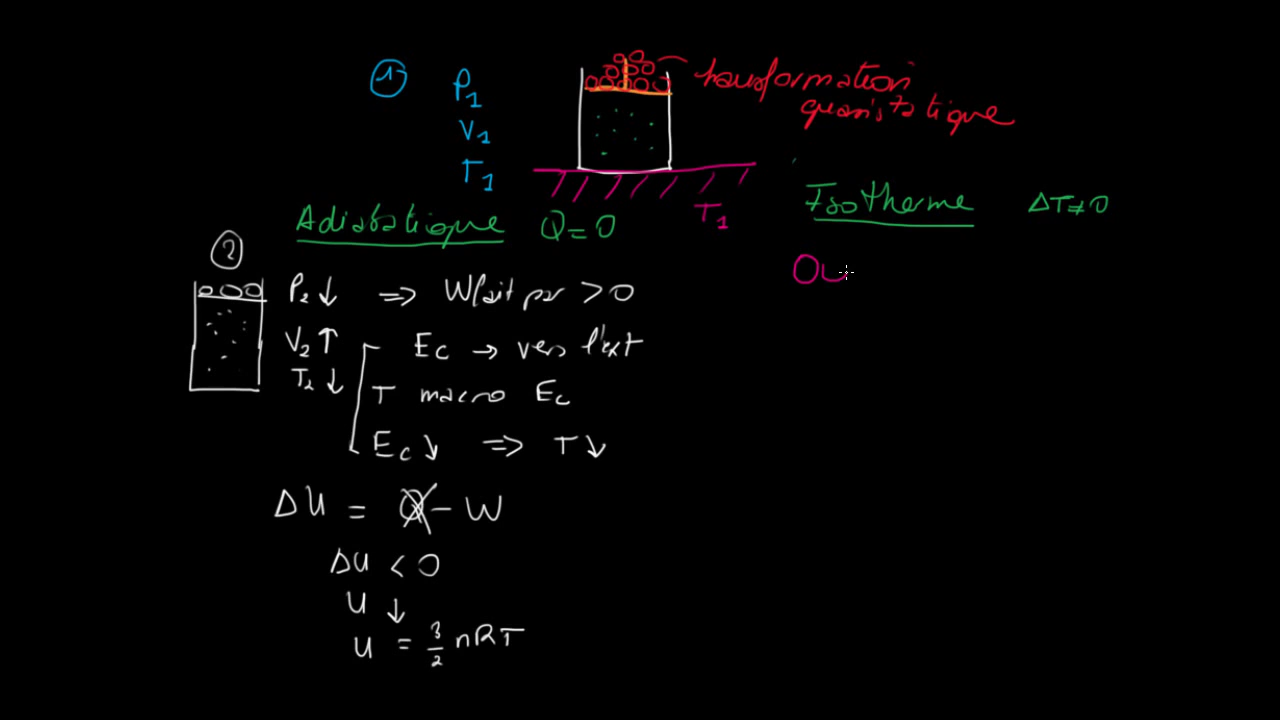 1
P1
V1
T1
transformation
quasistatique
T1
Isotherme ΔT≠0
Adiabatique Q=0
2
P2↓ => Wfait par > 0
V2↑
T2↓
Ec → vers l'ext
T macro Ec
Ec↓ => T↓
ΔU = Q - W
ΔU < 0
U ↓
U = 3/2 nRT
Ou